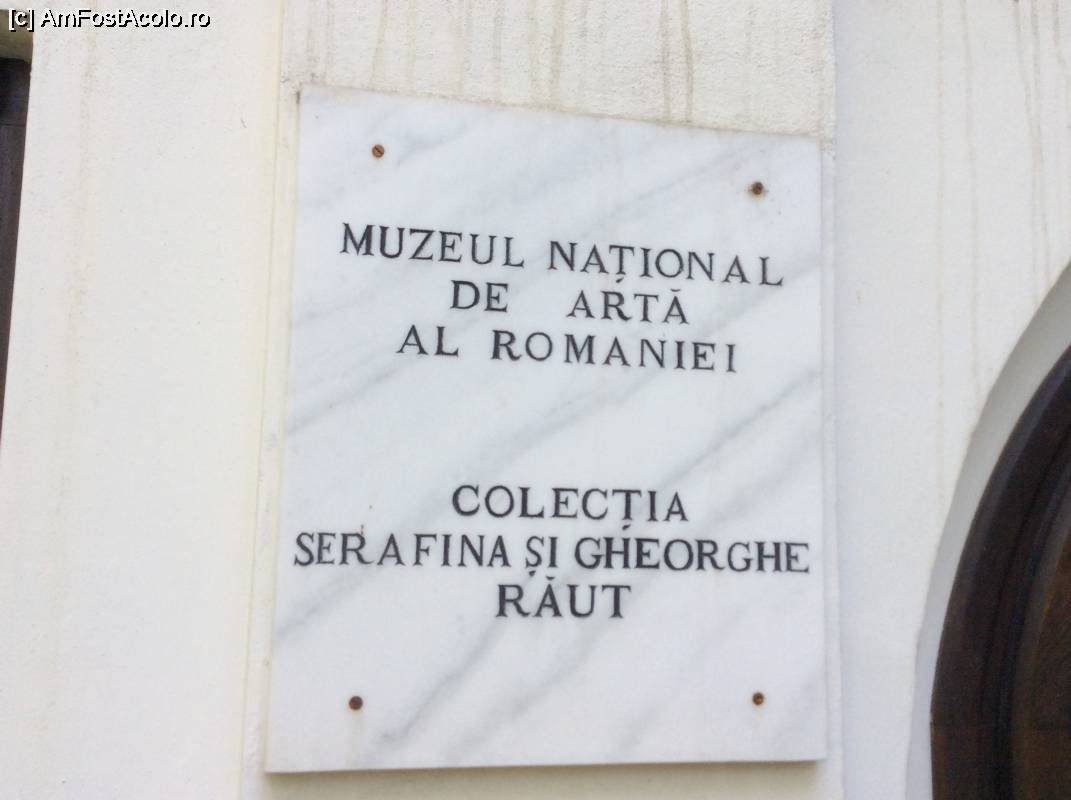 [c] AmFostAcolo.ro
MUZEUL NAȚIONAL
DE ARTĂ
AL ROMANIEI
COLECȚIA
SERAFINA ȘI GHEORGHE
RĂUT